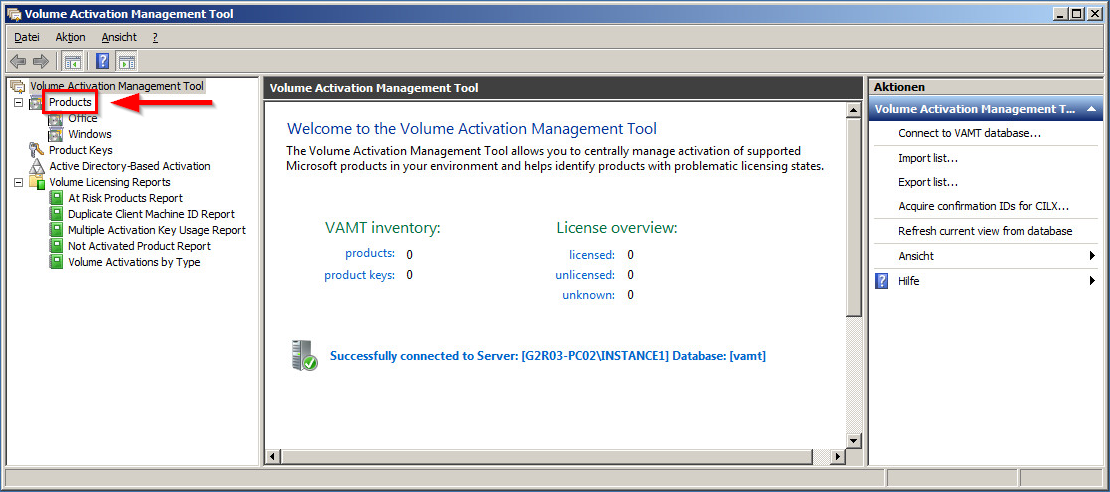 Volume Activation Management Tool
Datei Aktion Ansicht ?
Volume Activation Management Tool
Products
Office
Windows
Product Keys
Active Directory-Based Activation
Volume Licensing Reports
At Risk Products Report
Duplicate Client Machine ID Report
Multiple Activation Key Usage Report
Not Activated Product Report
Volume Activations by Type
Volume Activation Management Tool
Welcome to the Volume Activation Management Tool
The Volume Activation Management Tool allows you to centrally manage activation of supported
Microsoft products in your environment and helps identify products with problematic licensing states.
VAMT inventory:
products: 0
product keys: 0
License overview:
licensed: 0
unlicensed: 0
unknown: 0
Successfully connected to Server: [G2R03-PC02\INSTANCE1] Database: [vamt]
Aktionen
Volume Activation Management T...
Connect to VAMT database...
Import list...
Export list...
Acquire confirmation IDs for CILX...
Refresh current view from database
Ansicht
Hilfe